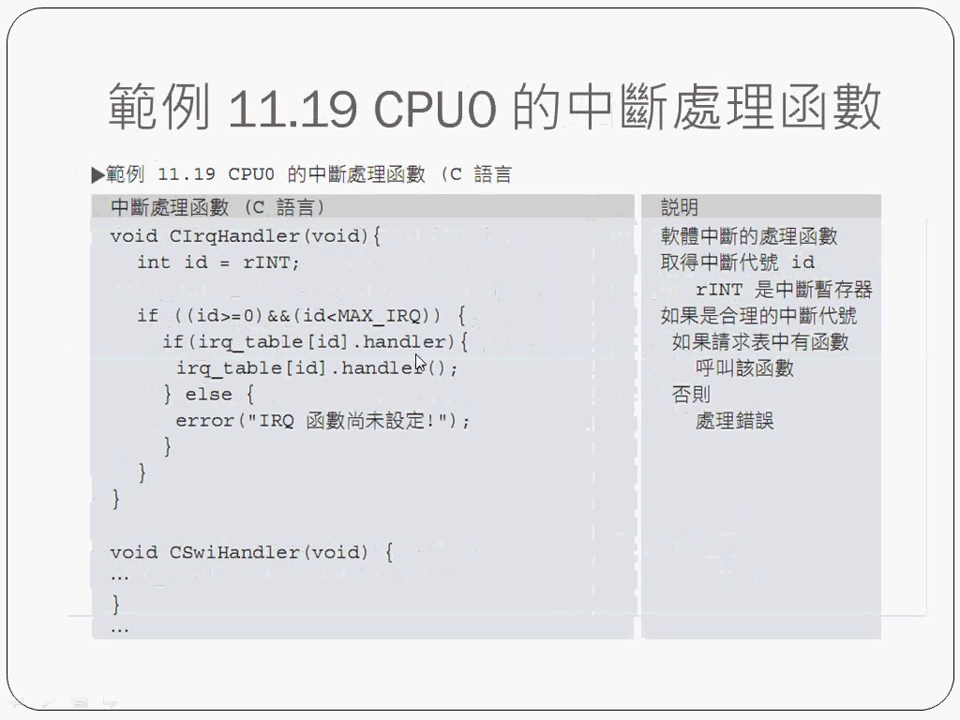 範例 11.19 CPU0 的中斷處理函數
▶範例 11.19 CPU0 的中斷處理函數 (C 語言
中斷處理函數 (C 語言) 說明
void CIrqHandler(void){ 軟體中斷的處理函數
int id = rINT; 取得中斷代號 id
rINT 是中斷暫存器
if ((id>=0)&&(id<MAX_IRQ)) { 如果是合理的中斷代號
if(irq_table[id].handler){ 如果請求表中有函數
irq_table[id].handler(); 呼叫該函數
} else { 否則
error("IRQ 函數尚未設定!"); 處理錯誤
}
}
}
void CSwiHandler(void) {
…
}
…